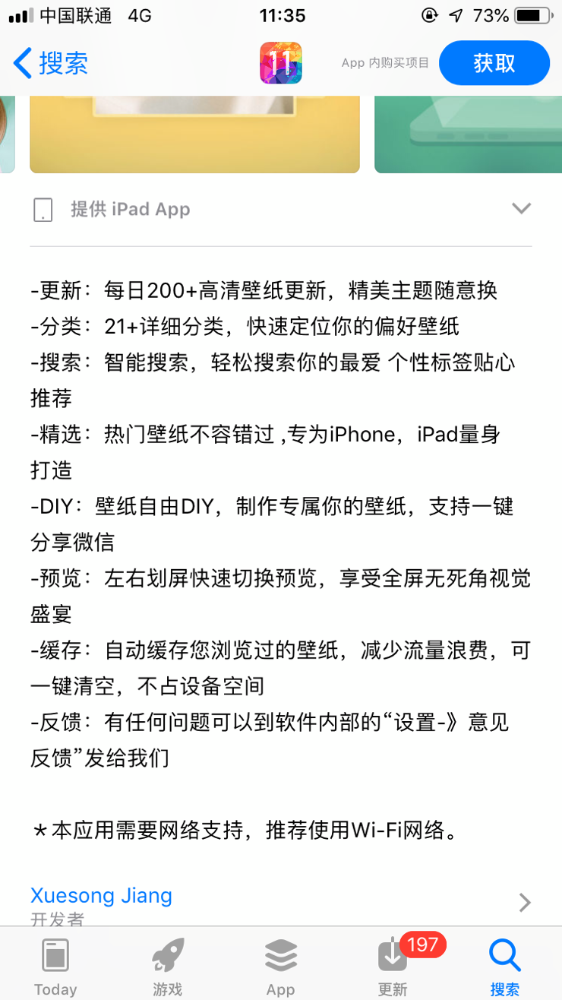 中国联通 4G 11:35 73%
搜索 11 App 内购买项目 获取
提供 iPad App
-更新：每日200+高清壁纸更新，精美主题随意换
-分类：21+详细分类，快速定位你的偏好壁纸
-搜索：智能搜索，轻松搜索你的最爱 个性标签贴心
推荐
-精选：热门壁纸不容错过 ,专为iPhone，iPad量身
打造
-DIY：壁纸自由DIY，制作专属你的壁纸，支持一键
分享微信
-预览：左右划屏快速切换预览，享受全屏无死角视觉
盛宴
-缓存：自动缓存您浏览过的壁纸，减少流量浪费，可
一键清空，不占设备空间
-反馈：有任何问题可以到软件内部的“设置-》意见
反馈”发给我们
＊本应用需要网络支持，推荐使用Wi-Fi网络。
Xuesong Jiang
开发者
197
Today 游戏 App 更新 搜索